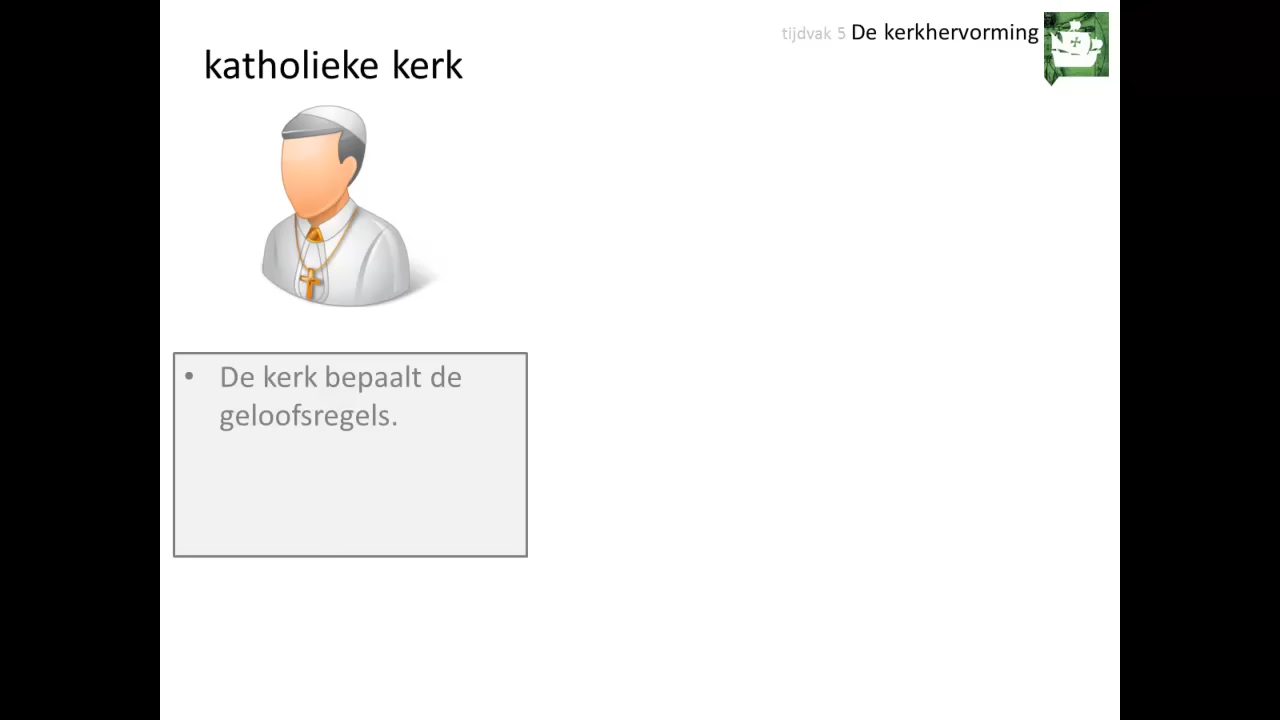 tijdvak 5 De kerkhervorming
katholieke kerk
• De kerk bepaalt de
geloofsregels.